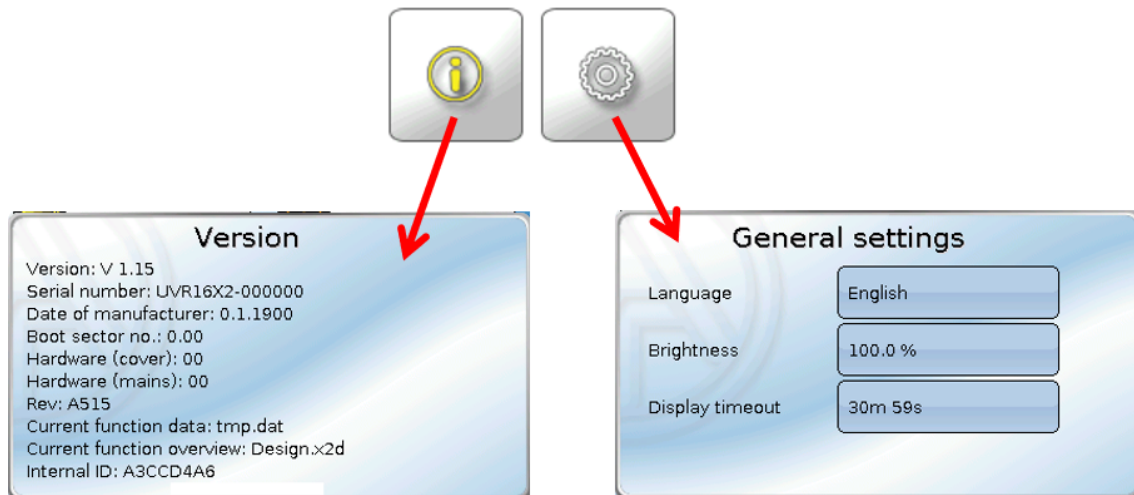 Version
Version: V 1.15
Serial number: UVR16X2-000000
Date of manufacturer: 0.1.1900
Boot sector no.: 0.00
Hardware (cover): 00
Hardware (mains): 00
Rev: A515
Current function data: tmp.dat
Current function overview: Design.x2d
Internal ID: A3CCD4A6
General settings
Language English
Brightness 100.0 %
Display timeout 30m 59s